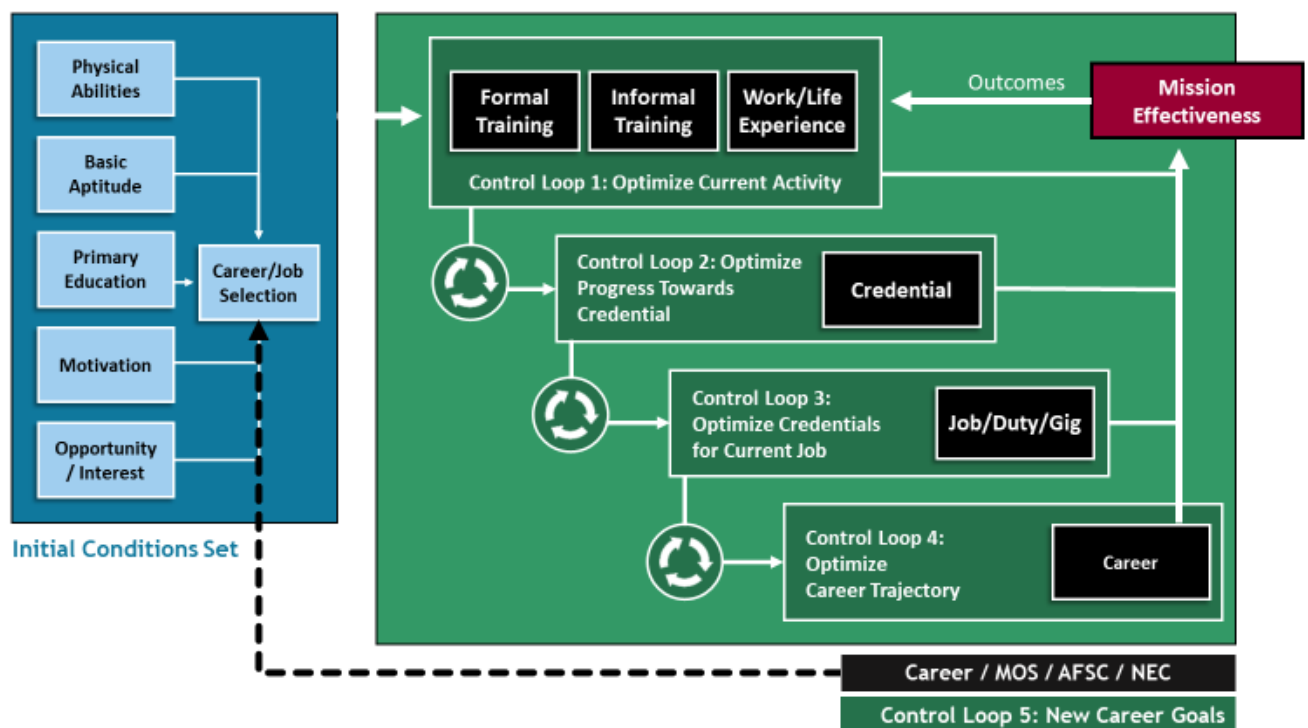 Physical
Abilities
Basic
Aptitude
Primary
Education
Motivation
Opportunity
/ Interest
Career/Job
Selection
Initial Conditions Set
Formal
Training
Informal
Training
Work/Life
Experience
Control Loop 1: Optimize Current Activity
Outcomes
Mission
Effectiveness
Control Loop 2: Optimize
Progress Towards
Credential
Credential
Control Loop 3:
Optimize Credentials
for Current Job
Job/Duty/Gig
Control Loop 4:
Optimize
Career Trajectory
Career
Career / MOS / AFSC / NEC
Control Loop 5: New Career Goals